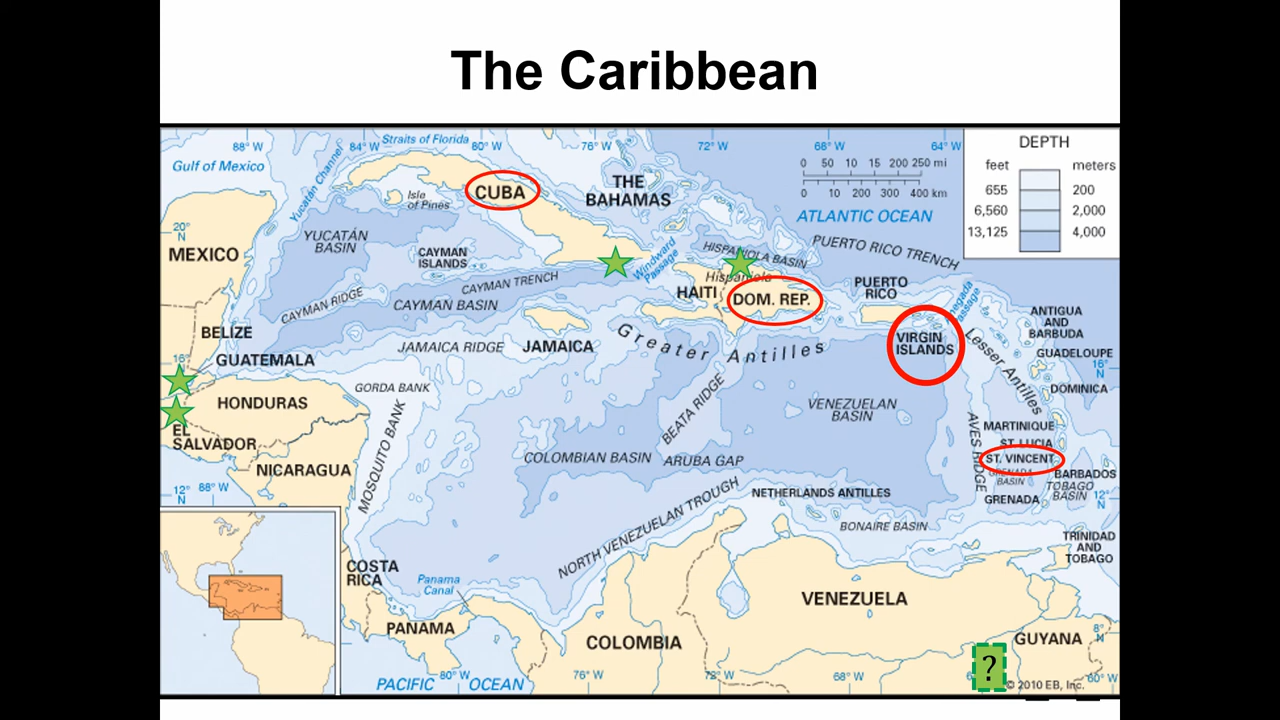 The Caribbean
88° W
84° W
Straits of Florida
80° W
76° W
72° W
68° W
64° W
DEPTH
feet
meters
655
200
6,560
2,000
13,125
4,000
0 50 10 15 200 250 mi
0 10 200 300 400 km
Gulf of Mexico
Yucatán Channel
Isle
of Pines
CUBA
THE
BAHAMAS
ATLANTIC OCEAN
20°
N
MEXICO
YUCATÁN
BASIN
CAYMAN
ISLANDS
Windward
Passage
HISPANIOLA BASIN
PUERTO RICO TRENCH
Hispaniola
CAYMAN TRENCH
CAYMAN RIDGE
CAYMAN BASIN
HAITI
DOM. REP.
PUERTO
RICO
Anegada
Passage
BELIZE
JAMAICA RIDGE
JAMAICA
Greater Antilles
VIRGIN
ISLANDS
Lesser Antilles
ANTIGUA
AND
BARBUDA
GUADELOUPE
16°
N
16°
N
GUATEMALA
GORDA BANK
DOMINICA
HONDURAS
MOSQUITO BANK
BEATA RIDGE
VENEZUELAN
BASIN
AVES RIDGE
MARTINIQUE
ST. LUCIA
EL
SALVADOR
COLOMBIAN BASIN
ARUBA GAP
ST. VINCENT
GRENADA
BASIN
BARBADOS
NICARAGUA
TOBAGO
BASIN
12°
N
88° W
12°
N
NETHERLANDS ANTILLES
GRENADA
NORTH VENEZUELAN TROUGH
BONAIRE BASIN
TRINIDAD
AND
TOBAGO
COSTA
RICA
Panama
Canal
VENEZUELA
PANAMA
COLOMBIA
GUYANA
8°
N
?
PACIFIC OCEAN
80° W
76° W
72° W
68° W
60° W
© 2010 EB, Inc.